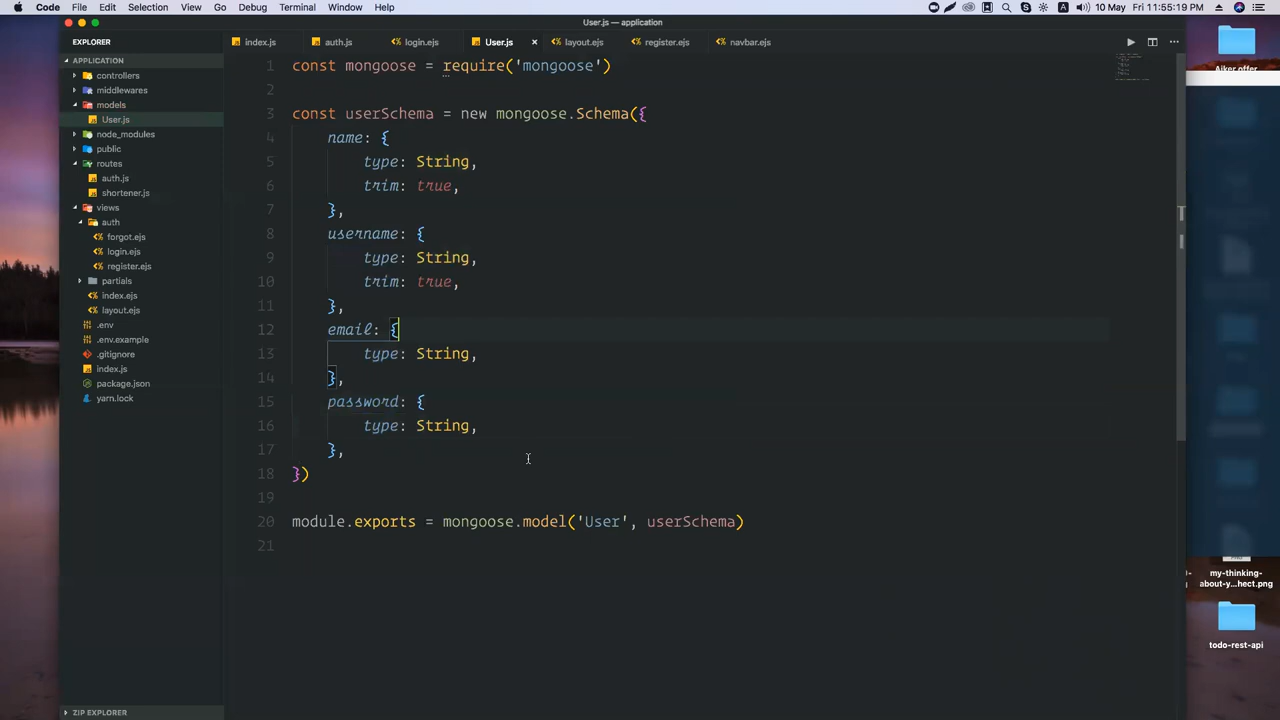 Code File Edit Selection View Go Debug Terminal Window Help
10 May Fri 11:55:19
User.js — application
EXPLORER
index.js
auth.js
login.ejs
User.js
layout.ejs
register.ejs
navbar.ejs
APPLICATION
controllers
middlewares
models
User.js
node_modules
public
routes
auth.js
shortener.js
views
auth
forgot.ejs
login.ejs
register.ejs
partials
index.ejs
layout.ejs
.env
.env.example
.gitignore
index.js
package.json
yarn.lock
ZIP EXPLORER
1 const mongoose = require('mongoose')
2
3 const userSchema = new mongoose.Schema({
4 name: {
5 type: String,
6 trim: true,
7 },
8 username: {
9 type: String,
10 trim: true,
11 },
12 email: {
13 type: String,
14 },
15 password: {
16 type: String,
17 },
18 })
19
20 module.exports = mongoose.model('User', userSchema)
21
my-thinking-
about-y...hect.png
todo-rest-api